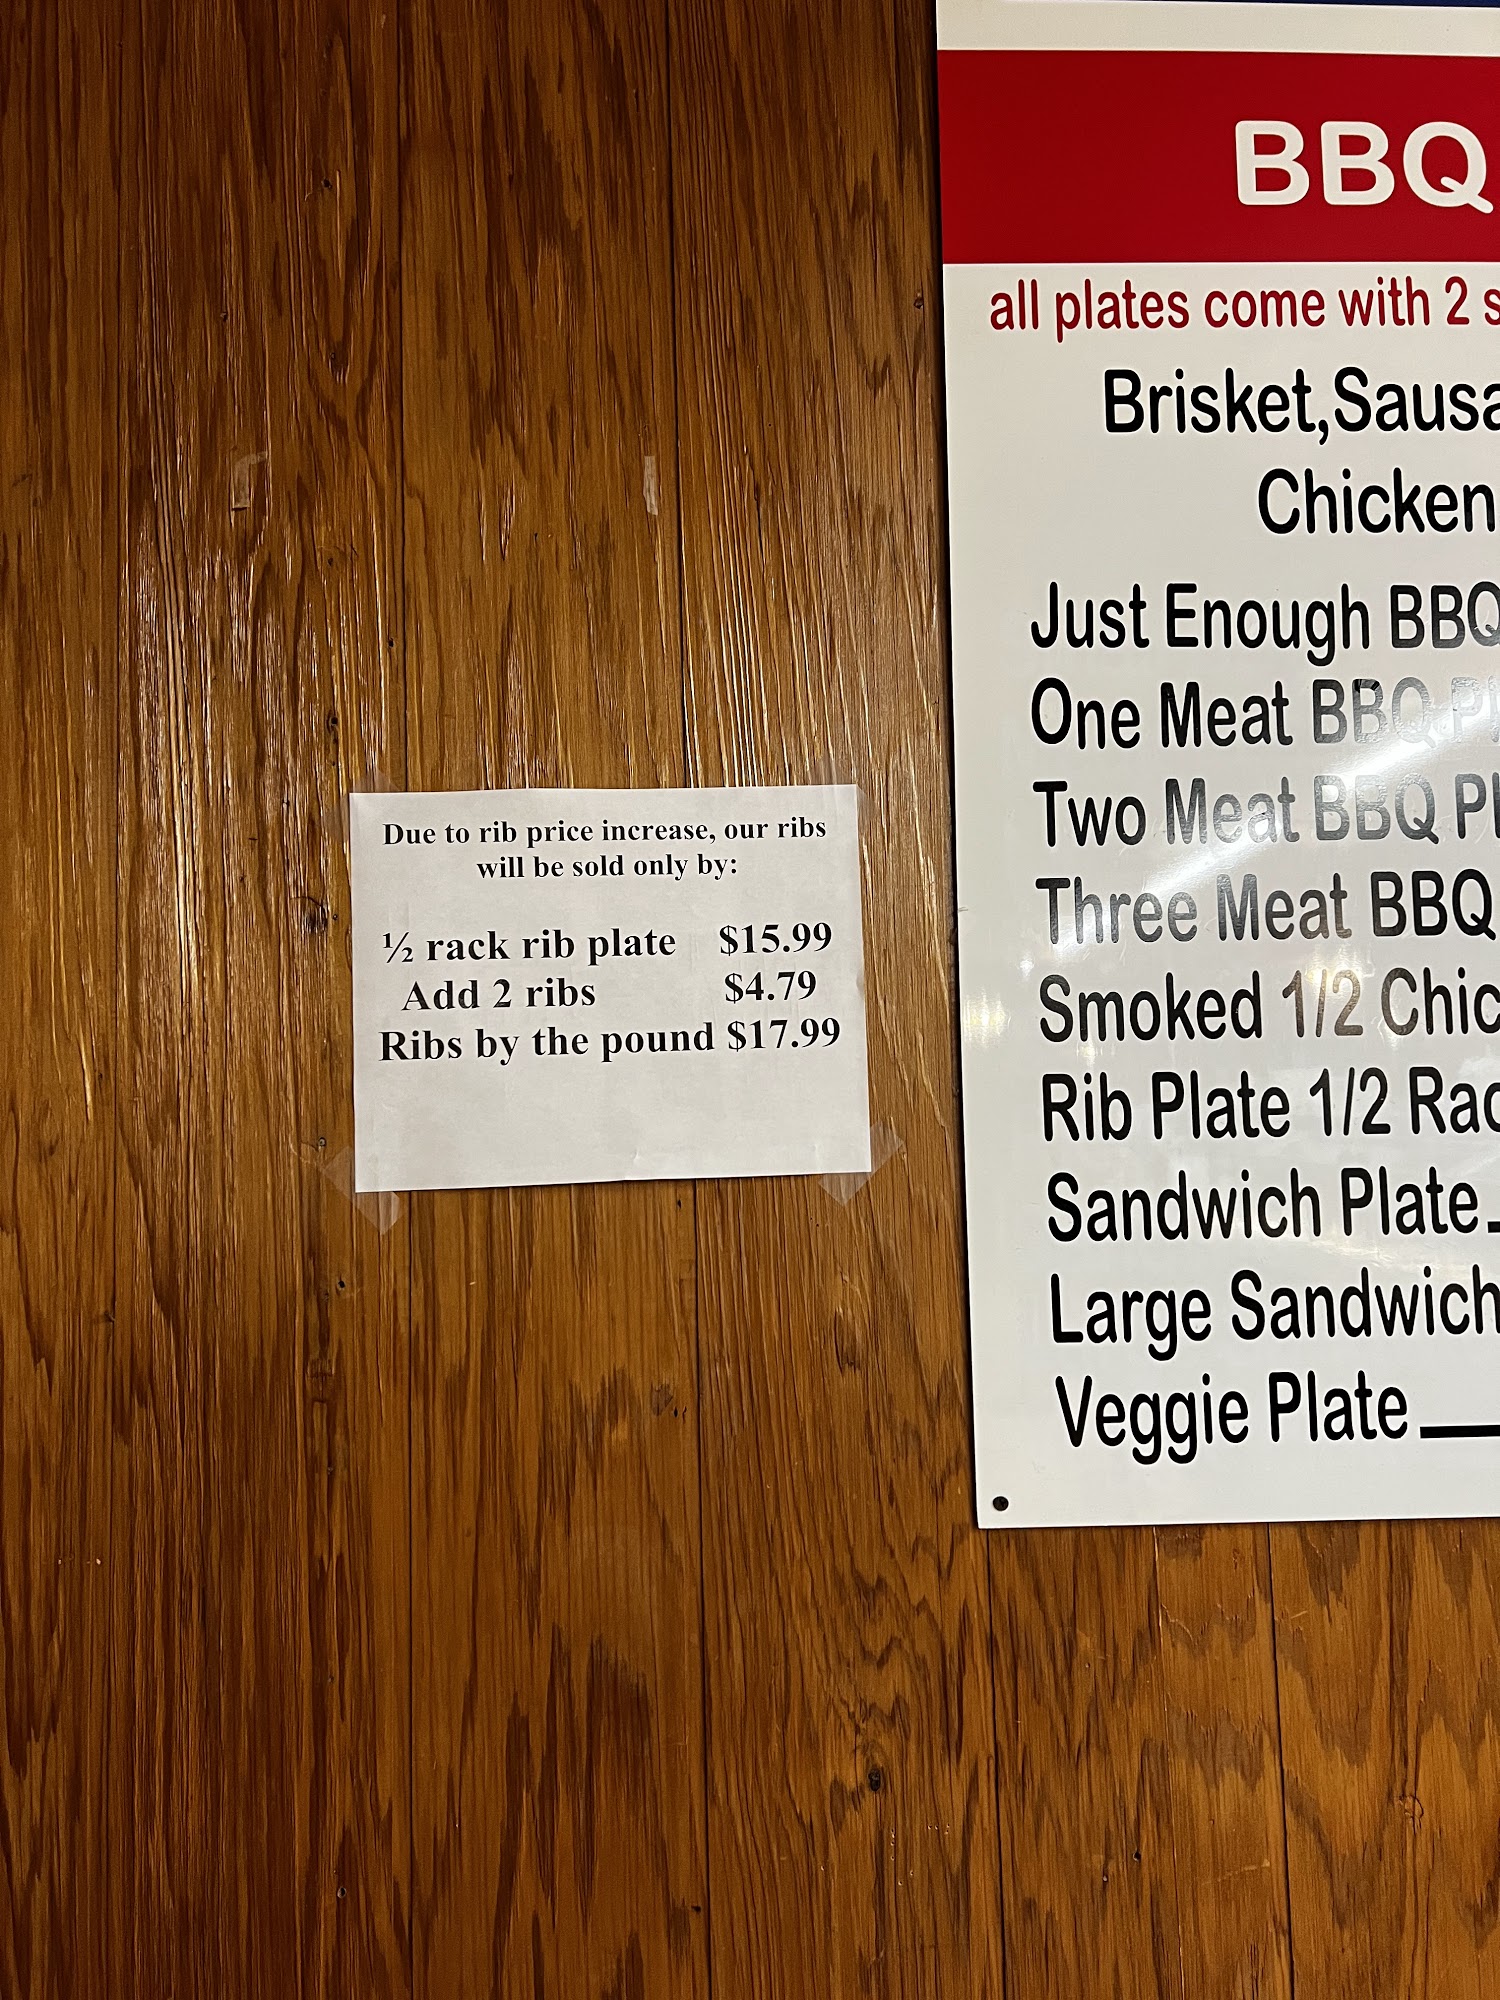 Due to rib price increase, our ribs
will be sold only by:
½ rack rib plate $15.99
Add 2 ribs $4.79
Ribs by the pound $17.99
BBQ
all plates come with 2
Brisket,
Chicken
Just Enough BBQ
One Meat BBQ
Two Meat BBQ
Three Meat BBQ
Smoked 1/2
Rib Plate 1/2
Sandwich Plate
Large Sandwich
Veggie Plate